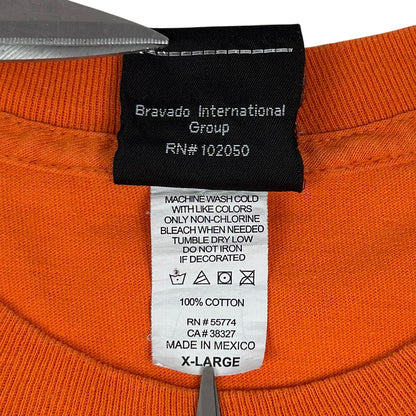 Bravado International
Group
RN# 102050
MACHINE WASH COLD
WITH LIKE COLORS
ONLY NON-CHLORINE
BLEACH WHEN NEEDED
TUMBLE DRY LOW
DO NOT IRON
IF DECORATED
100% COTTON
RN # 55774
CA # 38327
MADE IN MEXICO
X-LARGE